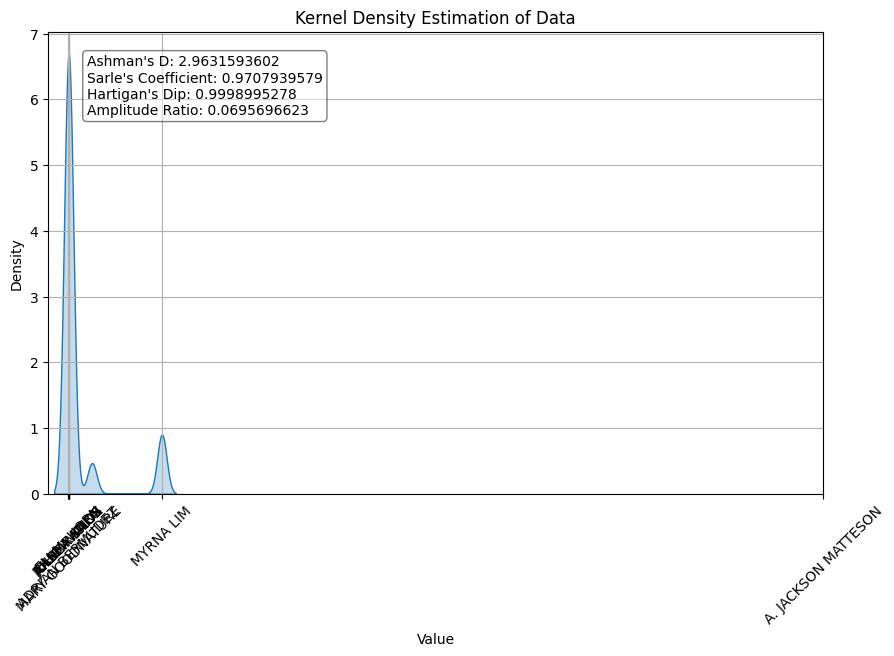 Kernel Density Estimation of Data
Ashman's D: 2.9631593602
Sarle's Coefficient: 0.9707939579
Hartigan's Dip: 0.9998995278
Amplitude Ratio: 0.0695696623
7
6
5
4
3
2
1
0
Density
MYRNA LIM
A. JACKSON MATTESON
Value